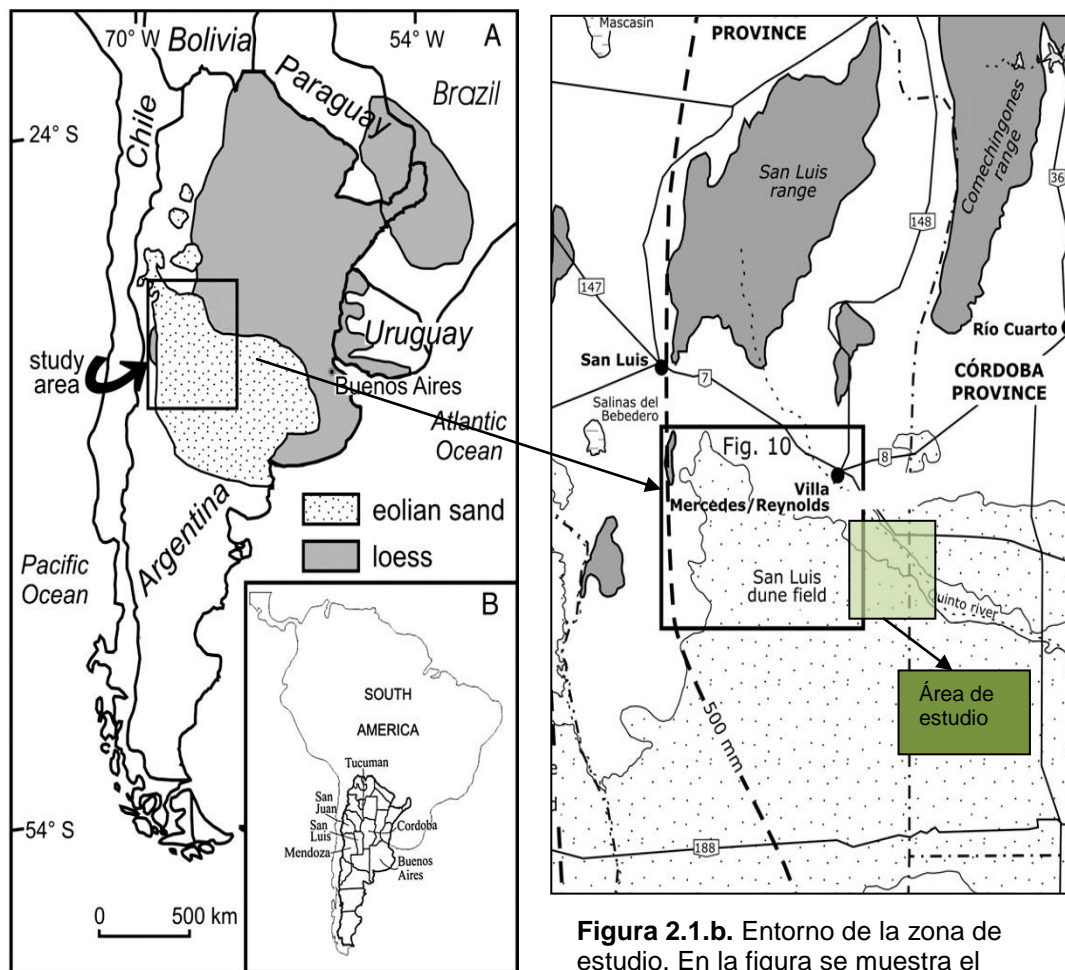 70° W
Bolivia
54° W
A
Paraguay
Brazil
Chile
24° S
study
area
Uruguay
Buenos Aires
Atlantic
Ocean
Argentina
eolian sand
loess
Pacific
Ocean
B
SOUTH
AMERICA
Tucuman
San
Juan
San
Luis
Mendoza
Cordoba
Buenos
Aires
54° S
0 500 km
Mascasín
PROVINCE
San Luis
range
Comechingones
range
36
148
147
Río Cuarto
San Luis
7
CÓRDOBA
PROVINCE
Salinas del
Bebedero
Fig. 10
8
Villa
Mercedes/Reynolds
San Luis
dune field
Quinto river
Área de
estudio
500 mm
188
Figura 2.1.b. Entorno de la zona de
estudio. En la figura se muestra el